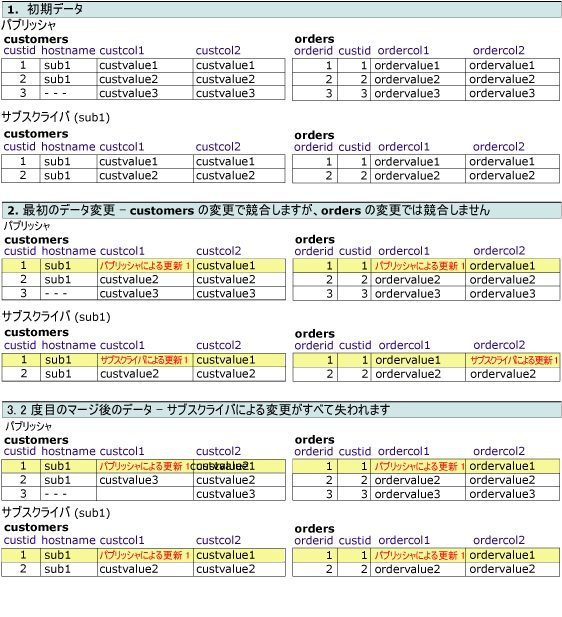 1. 初期データ
パブリッシャ
customers orders
custid hostname custcol1 custcol2 orderid custid ordercol1 ordercol2
1 sub1 custvalue1 custvalue1 1 1 ordervalue1 ordervalue1
2 sub1 custvalue2 custvalue2 2 2 ordervalue2 ordervalue2
3 - - - custvalue3 custvalue3 3 3 ordervalue3 ordervalue3
サブスクライバ (sub1)
customers orders
custid hostname custcol1 custcol2 orderid custid ordercol1 ordercol2
1 sub1 custvalue1 custvalue1 1 1 ordervalue1 ordervalue1
2 sub1 custvalue2 custvalue2 2 2 ordervalue2 ordervalue2
2. 最初のデータ変更 – customers の変更で競合しますが、orders の変更では競合しません
パブリッシャ
customers orders
custid hostname custcol1 custcol2 orderid custid ordercol1 ordercol2
1 sub1 パブリッシャによる更新 1 custvalue1 1 1 パブリッシャによる更新 1 ordervalue1
2 sub1 custvalue2 custvalue2 2 2 ordervalue2 ordervalue2
3 - - - custvalue3 custvalue3 3 3 ordervalue3 ordervalue3
サブスクライバ (sub1)
customers orders
custid hostname custcol1 custcol2 orderid custid ordercol1 ordercol2
1 sub1 サブスクライバによる更新 1 custvalue1 1 1 ordervalue1 サブスクライバによる更新 1
2 sub1 custvalue2 custvalue2 2 2 ordervalue2 ordervalue2
3. 2 度目のマージ後のデータ – サブスクライバによる変更がすべて失われます
パブリッシャ
customers orders
custid hostname custcol1 custcol2 orderid custid ordercol1 ordercol2
1 sub1 パブリッシャによる更新 1 custvalue2 custvalue1 1 1 パブリッシャによる更新 1 ordervalue1
2 sub1 custvalue3 custvalue2 2 2 ordervalue2 ordervalue2
3 - - - custvalue3 3 3 ordervalue3 ordervalue3
サブスクライバ (sub1)
customers orders
custid hostname custcol1 custcol2 orderid custid ordercol1 ordercol2
1 sub1 パブリッシャによる更新 1 custvalue1 1 1 パブリッシャによる更新 1 ordervalue1
2 sub1 custvalue2 custvalue2 2 2 ordervalue2 ordervalue2